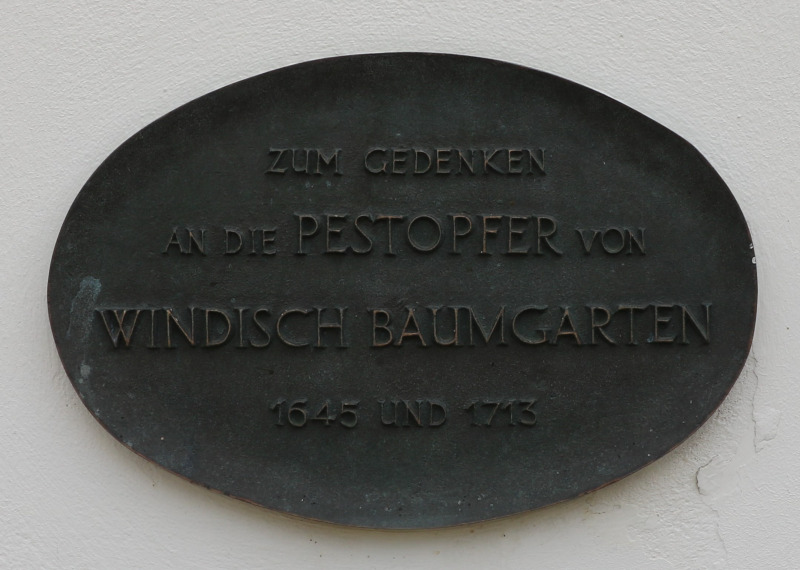 ZUM GEDENKEN
AN DIE PESTOPFER VON
WINDISCH BAUMGARTEN
1645 UND 1713